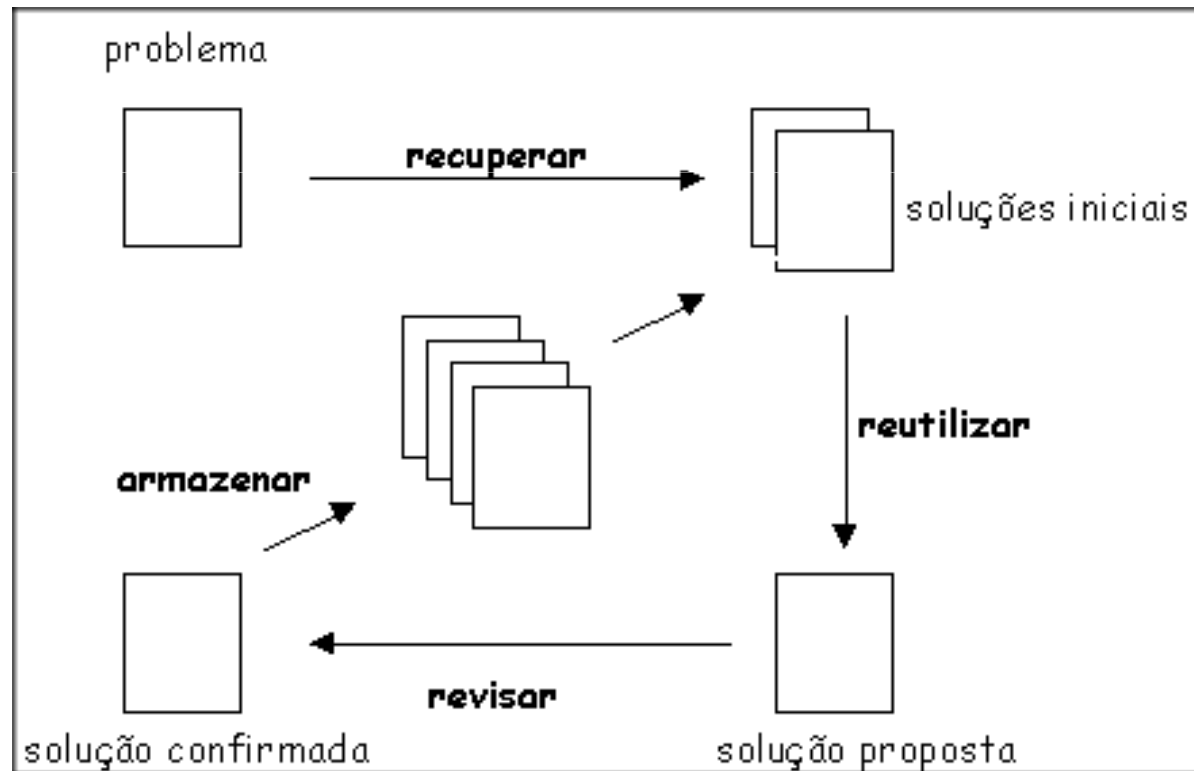 problema
recuperar
soluções iniciais
reutilizar
armazenar
revisar
solução confirmada
solução proposta